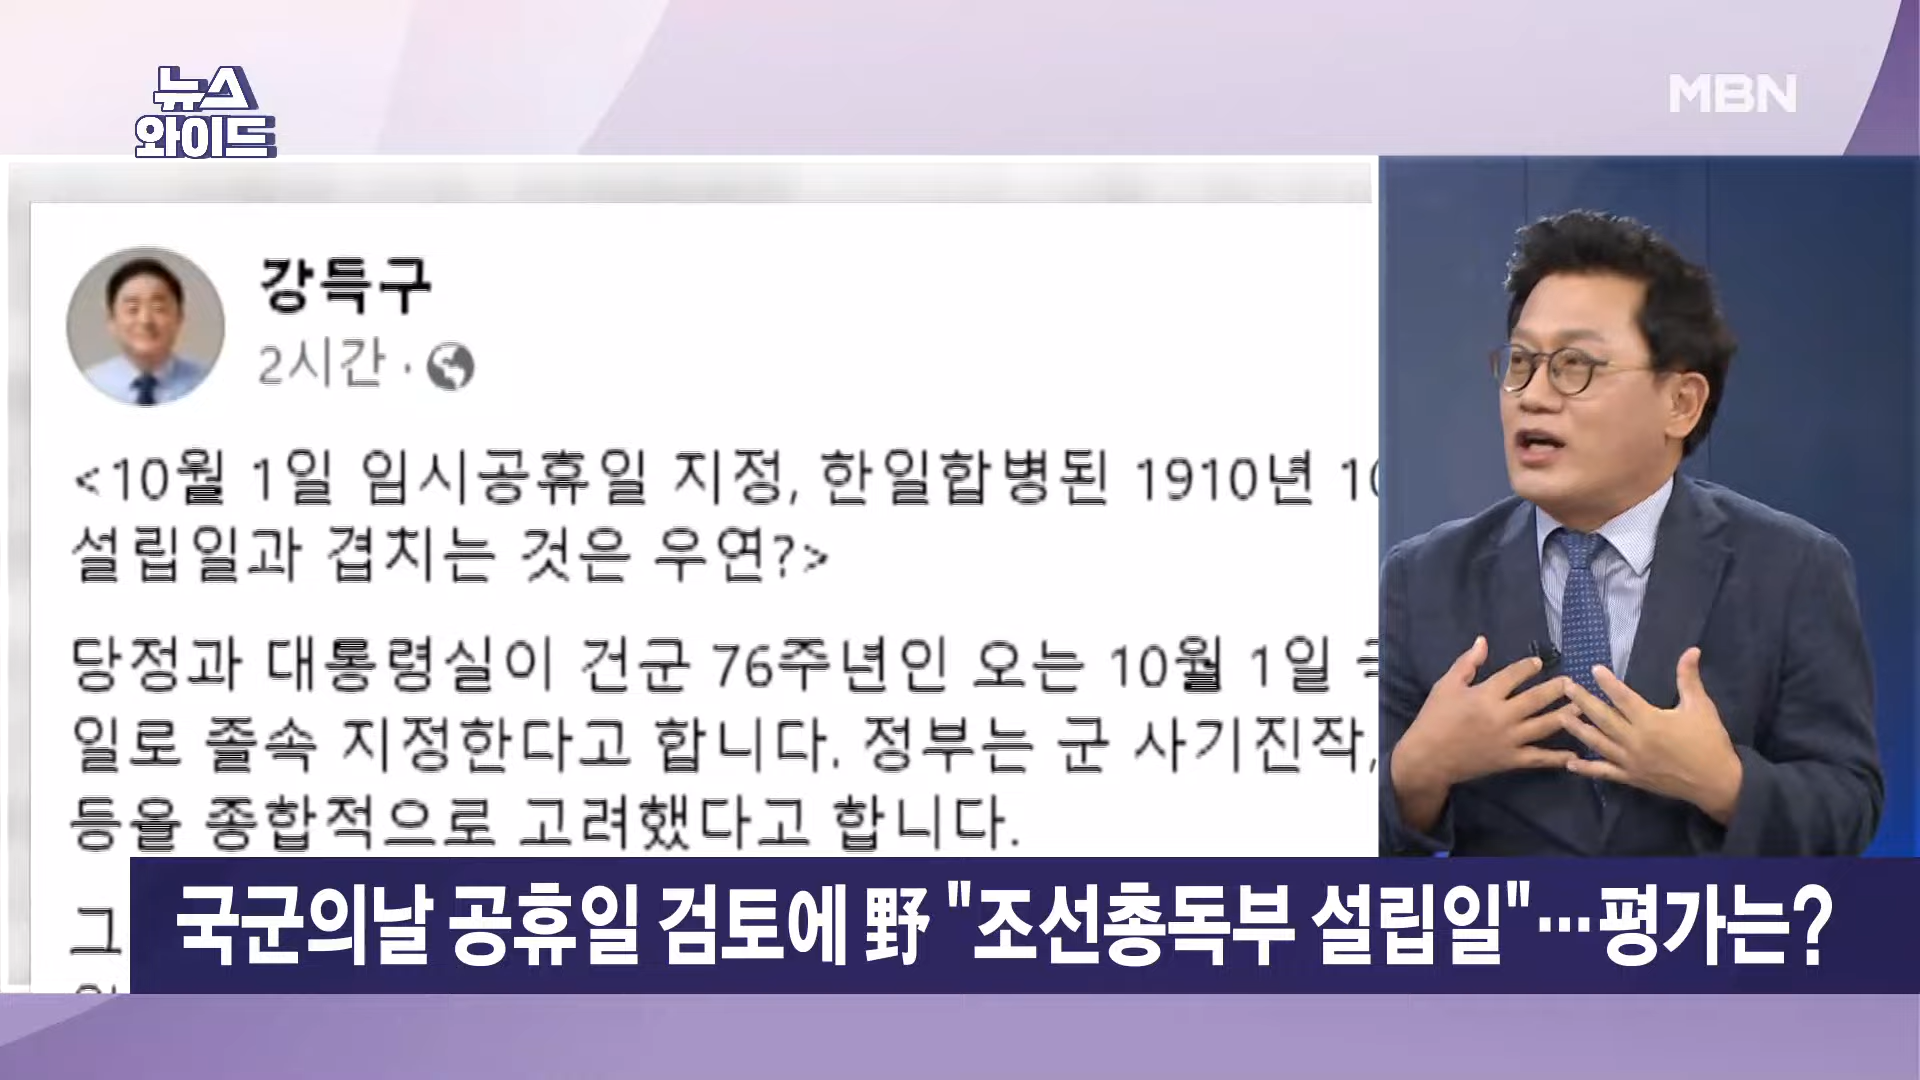 뉴스
와이드
MBN
강득구
2시간 ·
<10월 1일 임시공휴일 지정, 한일합병된 1910년 10
설립일과 겹치는 것은 우연?>
당정과 대통령실이 건군 76주년인 오는 10월 1일
일로 졸속 지정한다고 합니다. 정부는 군 사기진작,
등을 종합적으로 고려했다고 합니다.
그
국군의날 공휴일 검토에 野 "조선총독부 설립일"…평가는?